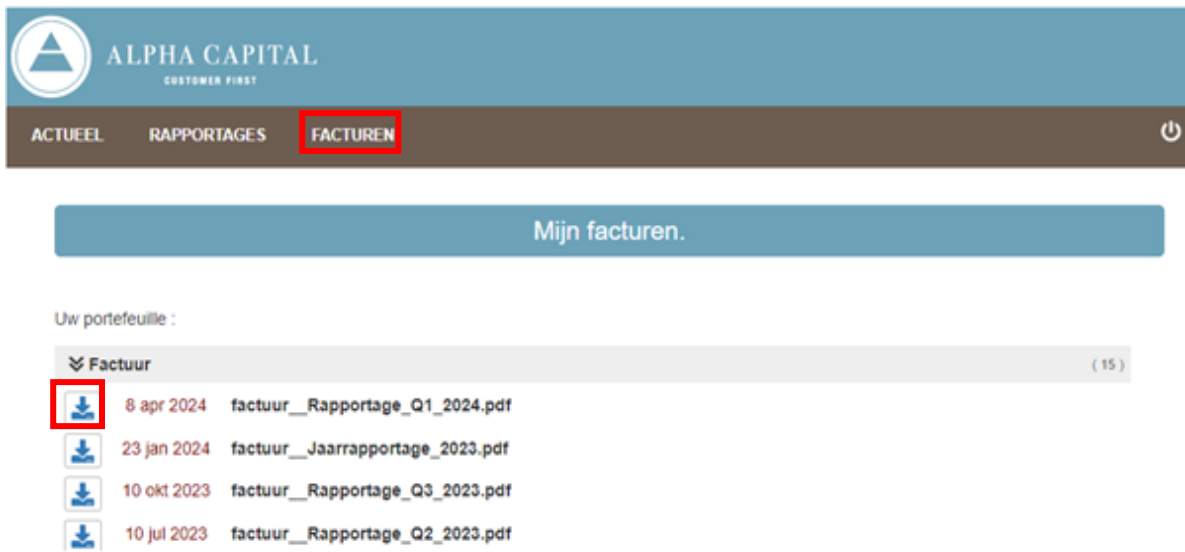 ALPHA CAPITAL
CUSTOMER FIRST
ACTUEEL RAPPORTAGES FACTUREN
Mijn facturen.
Uw portefeuille :
Factuur (15)
8 apr 2024 factuur__Rapportage_Q1_2024.pdf
23 jan 2024 factuur__Jaarrapportage_2023.pdf
10 okt 2023 factuur__Rapportage_Q3_2023.pdf
10 jul 2023 factuur__Rapportage_Q2_2023.pdf